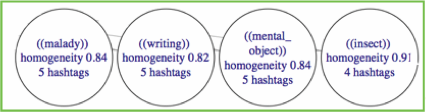 ((malady))
homogeneity 0.84
5 hashtags
((writing))
homogeneity 0.82
5 hashtags
((mental_
object))
homogeneity 0.84
5 hashtags
((insect))
homogeneity 0.91
4 hashtags